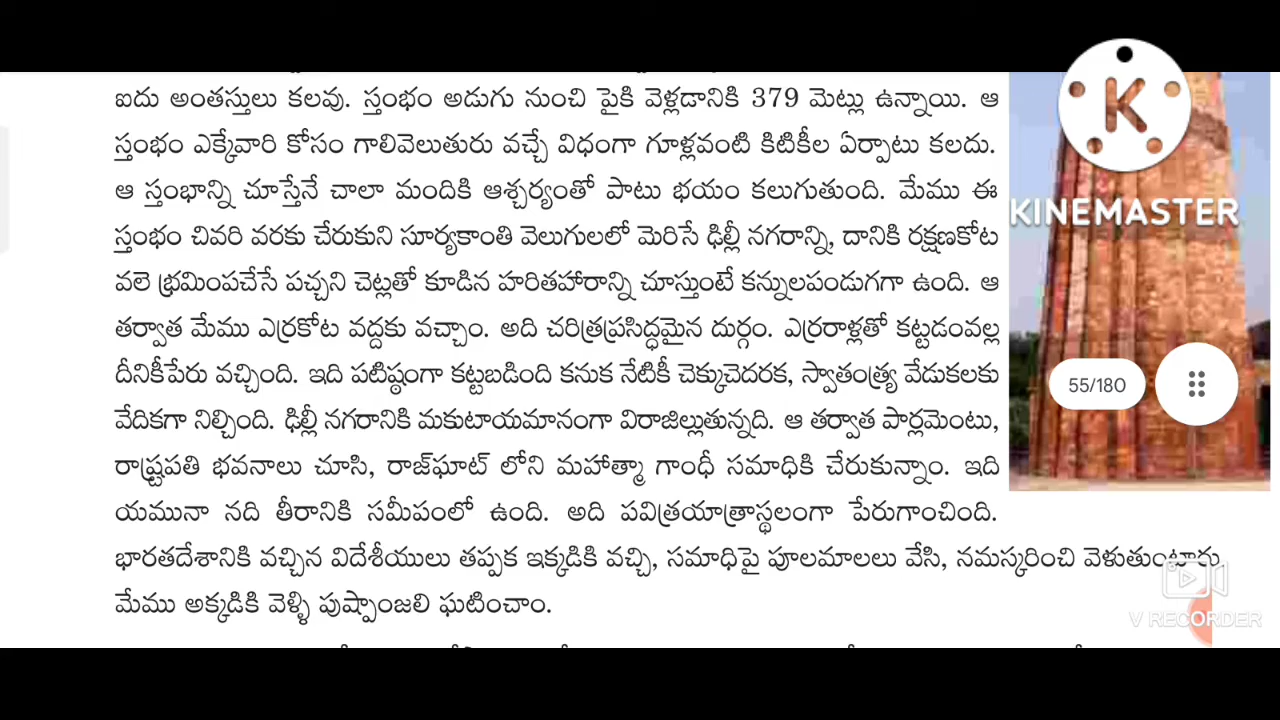 ఐదు అంతస్తులు కలవు. స్తంభం అడుగు నుంచి పైకి వెళ్లడానికి 379 మెట్లు ఉన్నాయి. ఆ
స్తంభం ఎక్కేవారి కోసం గాలివెలుతురు వచ్చే విధంగా గూళ్లవంటి కిటికీల ఏర్పాటు కలదు.
ఆ స్తంభాన్ని చూస్తేనే చాలా మందికి ఆశ్చర్యంతో పాటు భయం కలుగుతుంది. మేము ఈ
స్తంభం చివరి వరకు చేరుకుని సూర్యకాంతి వెలుగులలో మెరిసే ఢిల్లీ నగరాన్ని, దానికి రక్షణకోట
వలె భ్రమింపచేసే పచ్చని చెట్లతో కూడిన హరితహారాన్ని చూస్తుంటే కన్నులపండుగగా ఉంది. ఆ
తర్వాత మేము ఎర్రకోట వద్దకు వచ్చాం. అది చరిత్రప్రసిద్ధమైన దుర్గం. ఎర్రరాళ్లతో కట్టడంవల్ల
దీనికీపేరు వచ్చింది. ఇది పటిష్ఠంగా కట్టబడింది కనుక నేటికీ చెక్కుచెదరక, స్వాతంత్ర్య వేడుకలకు
వేదికగా నిల్చింది. ఢిల్లీ నగరానికి మకుటాయమానంగా విరాజిల్లుతున్నది. ఆ తర్వాత పార్లమెంటు,
రాష్ట్రపతి భవనాలు చూసి, రాజ్‌ఘాట్ లోని మహాత్మా గాంధీ సమాధికి చేరుకున్నాం. ఇది
యమునా నది తీరానికి సమీపంలో ఉంది. అది పవిత్రయాత్రాస్థలంగా పేరుగాంచింది.
భారతదేశానికి వచ్చిన విదేశీయులు తప్పక ఇక్కడికి వచ్చి, సమాధిపై పూలమాలలు వేసి, నమస్కరించి వెళుతుంటారు.
మేము అక్కడికి వెళ్ళి పుష్పాంజలి ఘటించాం.
K
KINEMASTER
55/180
V RECORDER